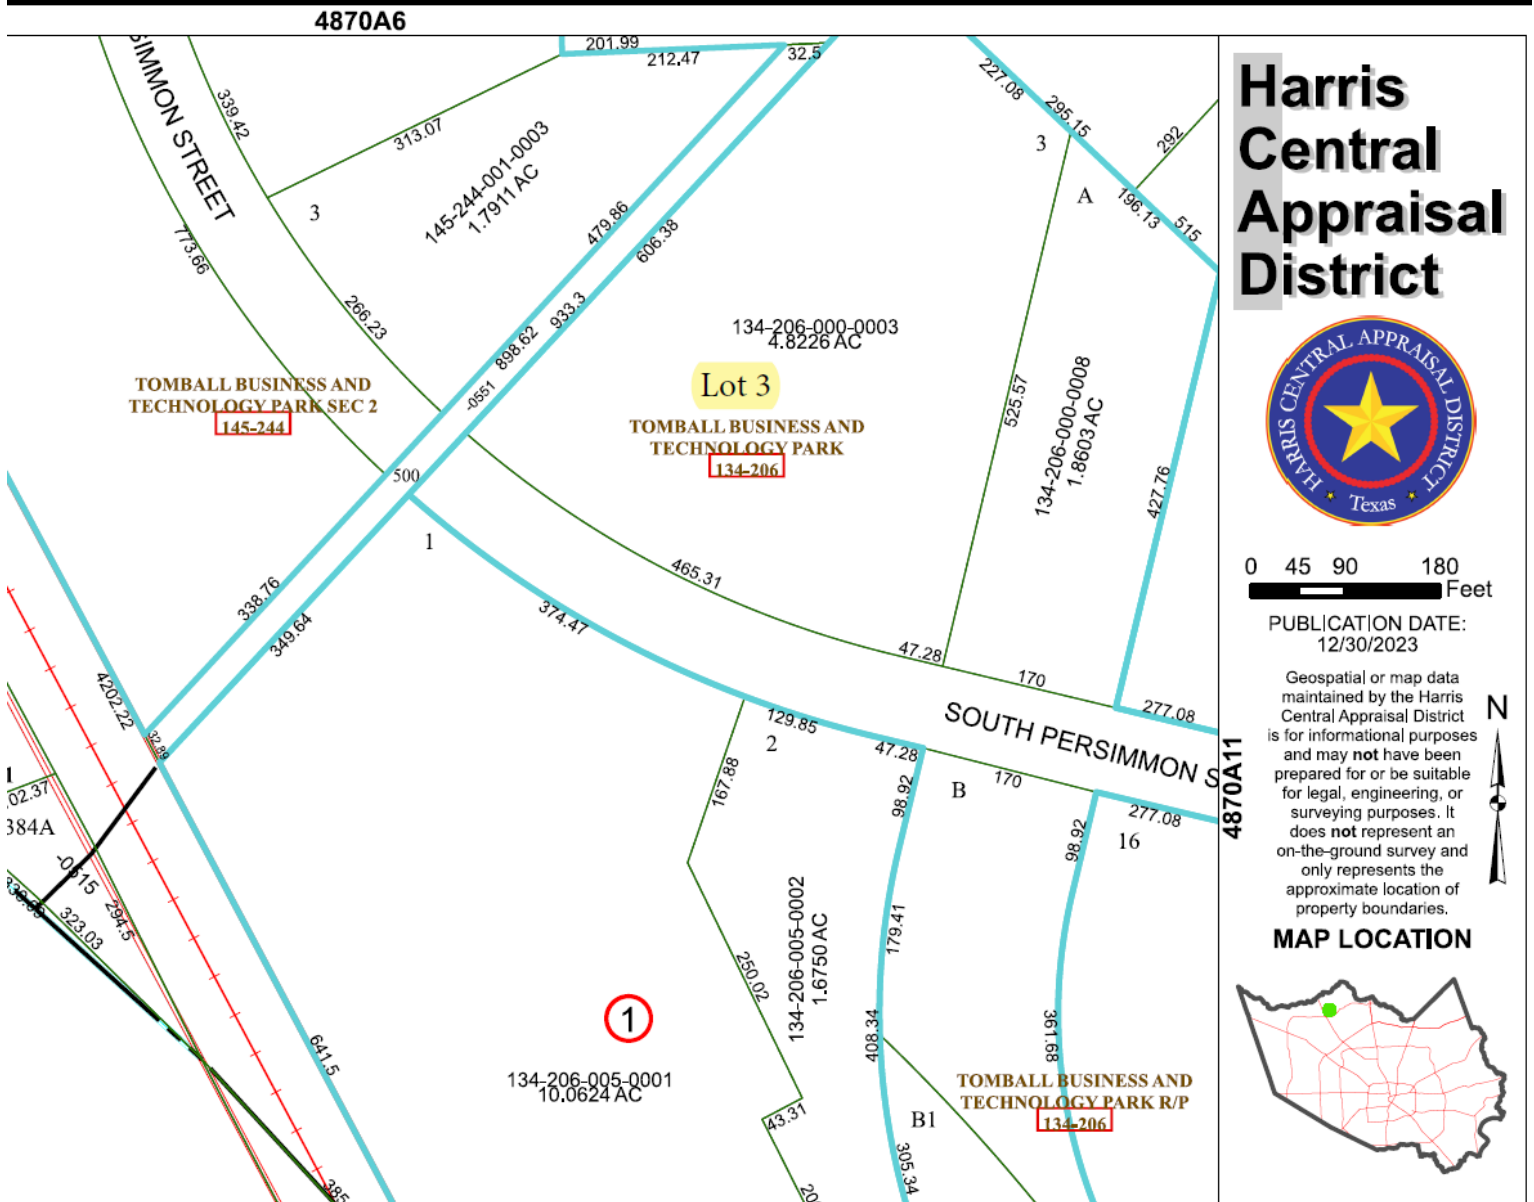 4870A6
SIMMON STREET
339.42
313.07
201.99
212.47
32.5
227.08
295.15
292
3
A
196.13
515
145-244-001-0003
1.7911 AC
3
773.66
266.23
479.86
606.38
933.3
898.62
-0551
134-206-000-0003
4.8226 AC
Lot 3
TOMBALL BUSINESS AND
TECHNOLOGY PARK
134-206
TOMBALL BUSINESS AND
TECHNOLOGY PARK SEC 2
145-244
525.57
134-206-000-0008
1.8603 AC
427.76
500
1
465.31
374.47
338.76
349.64
47.28
170
277.08
SOUTH PERSIMMON S
4202.22
32.89
129.85
2
47.28
167.88
98.92
B
170
98.92
277.08
16
1
02.37
384A
-0615
323.03
294.5
250.02
134-206-005-0002
1.6750 AC
179.41
408.34
361.68
641.5
1
134-206-005-0001
10.0624 AC
43.31
B1
305.34
TOMBALL BUSINESS AND
TECHNOLOGY PARK R/P
134-206
385
20
4870A11
Harris
Central
Appraisal
District
HARRIS CENTRAL APPRAISAL DISTRICT
Texas
0 45 90 180
Feet
PUBLICATION DATE:
12/30/2023
Geospatial or map data
maintained by the Harris
Central Appraisal District
is for informational purposes
and may not have been
prepared for or be suitable
for legal, engineering, or
surveying purposes. It
does not represent an
on-the-ground survey and
only represents the
approximate location of
property boundaries.
N
MAP LOCATION